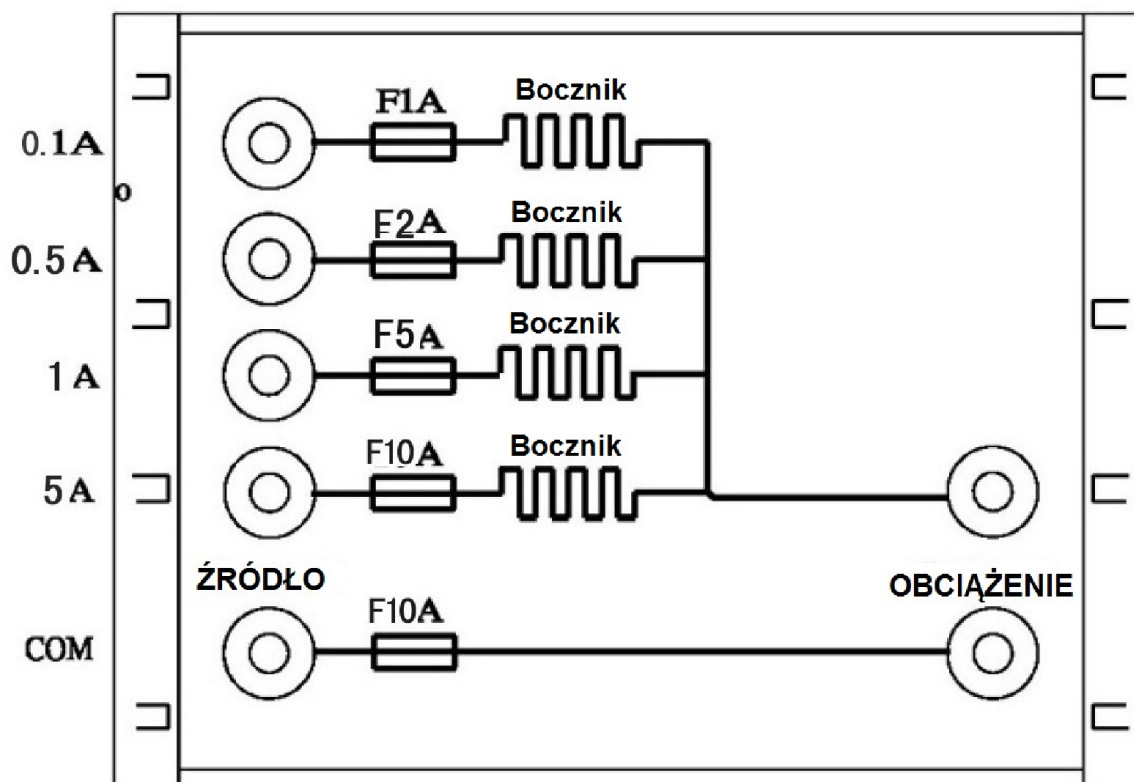 F1A
Bocznik
0.1A
o
F2A
Bocznik
0.5A
F5A
Bocznik
1A
F10A
Bocznik
5A
ŹRÓDŁO
OBCIĄŻENIE
F10A
COM